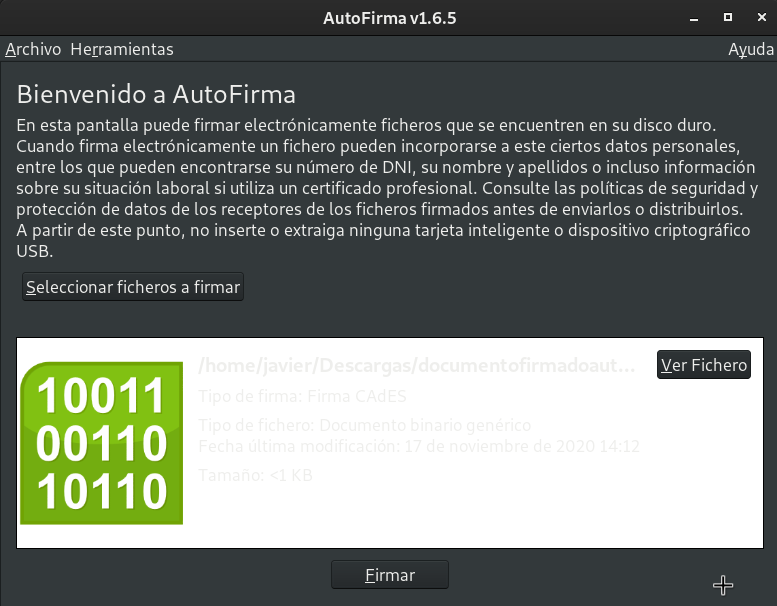 AutoFirma v1.6.5
Archivo Herramientas Ayuda
Bienvenido a AutoFirma
En esta pantalla puede firmar electrónicamente ficheros que se encuentren en su disco duro.
Cuando firma electrónicamente un fichero pueden incorporarse a este ciertos datos personales,
entre los que pueden encontrarse su número de DNI, su nombre y apellidos o incluso información
sobre su situación laboral si utiliza un certificado profesional. Consulte las políticas de seguridad y
protección de datos de los receptores de los ficheros firmados antes de enviarlos o distribuirlos.
A partir de este punto, no inserte o extraiga ninguna tarjeta inteligente o dispositivo criptográfico
USB.
Seleccionar ficheros a firmar
10011
00110
10110
/home/javier/Descargas/documentofirmadoaut...
Ver Fichero
Tipo de firma: Firma CAdES
Tipo de fichero: Documento binario genérico
Fecha última modificación: 17 de noviembre de 2020 14:12
Tamaño: <1 KB
Firmar